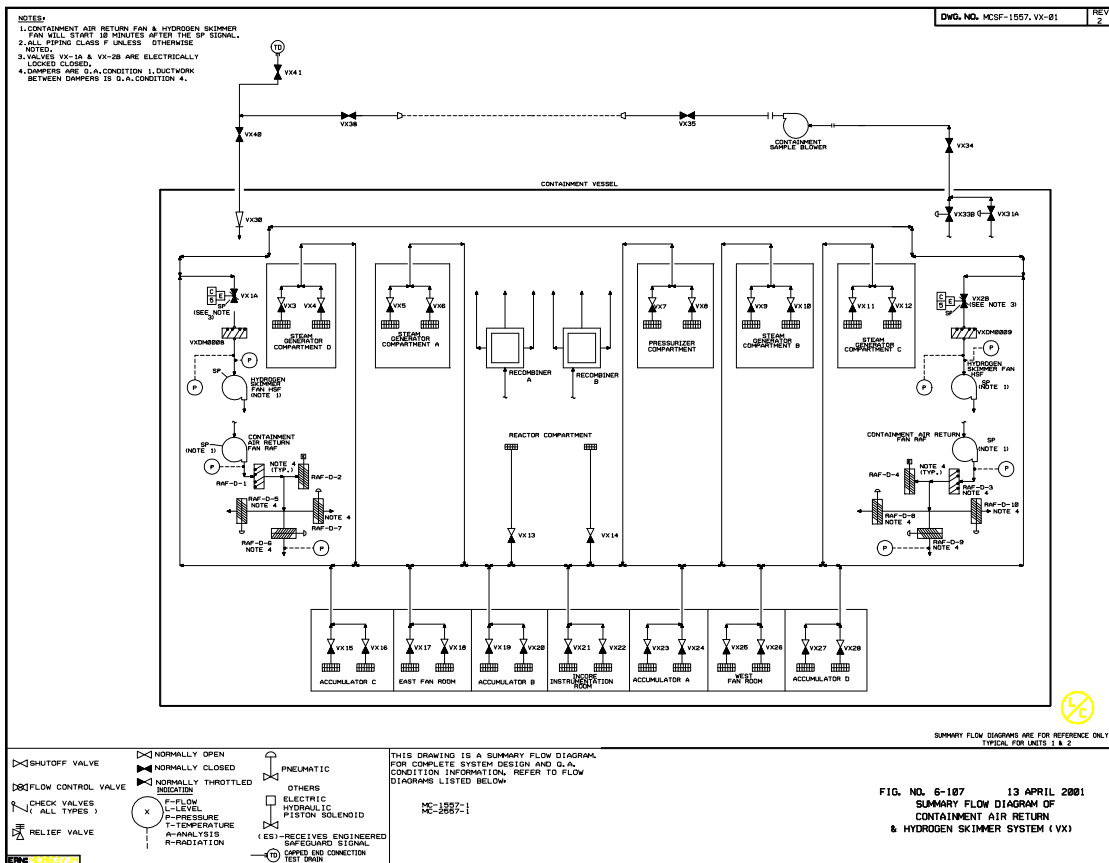 NOTES:
1. CONTAINMENT AIR RETURN FAN & HYDROGEN SKIMMER
FAN WILL START 10 MINUTES AFTER THE SP SIGNAL.
2. ALL PIPING CLASS F UNLESS OTHERWISE
NOTED.
3. VALVES VX-1A & VX-2B ARE ELECTRICALLY
LOCKED CLOSED.
4. DAMPERS ARE Q.A. CONDITION 1. DUCTWORK
BETWEEN DAMPERS IS Q.A. CONDITION 4.
DWG. NO. MCSF-1557.VX-01
REV
2
TD
VX41
VX40
VX38
VX35
CONTAINMENT
SAMPLE BLOWER
VX34
CONTAINMENT VESSEL
VX30
VX33B
VX31A
C
5
E
VX1A
SP
(SEE NOTE
3)
VXDM0008
P
P
SP
HYDROGEN
SKIMMER
FAN HSF
(NOTE 1)
VX3
VX4
STEAM
GENERATOR
COMPARTMENT D
VX5
VX6
STEAM
GENERATOR
COMPARTMENT A
RECOMBINER
A
RECOMBINER
B
VX7
VX8
PRESSURIZER
COMPARTMENT
VX9
VX10
STEAM
GENERATOR
COMPARTMENT B
VX11
VX12
STEAM
GENERATOR
COMPARTMENT C
C
5
E
VX2B
(SEE NOTE 3)
SP
VXDM0009
P
P
HYDROGEN
SKIMMER FAN
HSF
SP
(NOTE 1)
SP
(NOTE 1)
CONTAINMENT
AIR RETURN
FAN RAF
P
RAF-D-1
NOTE 4
(TYP.)
RAF-D-2
RAF-D-5
NOTE 4
NOTE 4
RAF-D-7
RAF-D-6
NOTE 4
P
REACTOR COMPARTMENT
VX13
VX14
CONTAINMENT AIR RETURN
FAN RAF
SP
(NOTE 1)
P
NOTE 4
(TYP.)
RAF-D-4
RAF-D-3
NOTE 4
RAF-D-8
NOTE 4
RAF-D-10
NOTE 4
RAF-D-9
NOTE 4
P
VX15
VX16
VX17
VX18
VX19
VX20
VX21
VX22
VX23
VX24
VX25
VX26
VX27
VX28
ACCUMULATOR C
EAST FAN ROOM
ACCUMULATOR B
INCORE
INSTRUMENTATION
ROOM
ACCUMULATOR A
WEST
FAN ROOM
ACCUMULATOR D
L/C
SUMMARY FLOW DIAGRAMS ARE FOR REFERENCE ONLY
TYPICAL FOR UNITS 1 & 2
SHUTOFF VALVE
FLOW CONTROL VALVE
CHECK VALVES
( ALL TYPES )
RELIEF VALVE
NORMALLY OPEN
NORMALLY CLOSED
NORMALLY THROTTLED
INDICATION
X
F-FLOW
L-LEVEL
P-PRESSURE
T-TEMPERATURE
A-ANALYSIS
R-RADIATION
PNEUMATIC
OTHERS
ELECTRIC
HYDRAULIC
PISTON SOLENOID
(ES)-RECEIVES ENGINEERED
SAFEGUARD SIGNAL
TD
CAPPED END CONNECTION
TEST DRAIN
THIS DRAWING IS A SUMMARY FLOW DIAGRAM.
FOR COMPLETE SYSTEM DESIGN AND Q.A.
CONDITION INFORMATION, REFER TO FLOW
DIAGRAMS LISTED BELOW:
MC-1557-1
MC-2557-1
FIG. NO. 6-107 13 APRIL 2001
SUMMARY FLOW DIAGRAM OF
CONTAINMENT AIR RETURN
& HYDROGEN SKIMMER SYSTEM (VX)